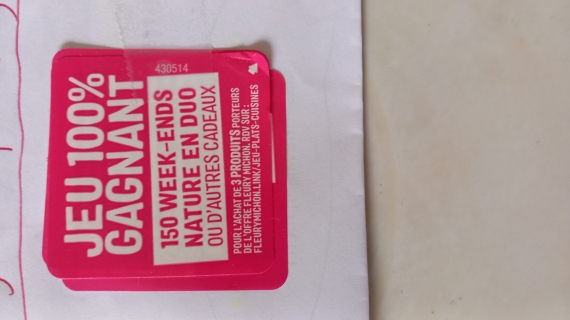 430514
JEU 100%
GAGNANT
150 WEEK-ENDS
NATURE EN DUO
OU D'AUTRES CADEAUX
POUR L'ACHAT DE 3 PRODUITS PORTEURS
DE L'OFFRE FLEURY MICHON. RDV SUR :
FLEURYMICHON.LINK/JEU-PLATS-CUISINES